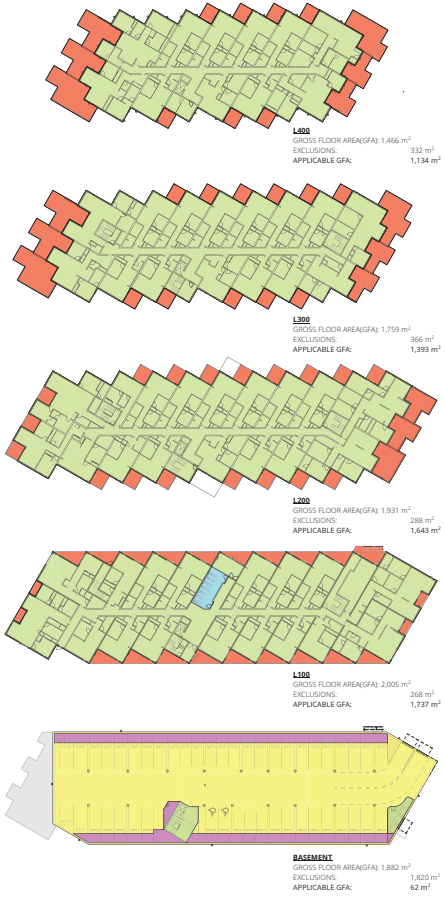 L400
GROSS FLOOR AREA(GFA): 1,466 m²
EXCLUSIONS: 332 m²
APPLICABLE GFA: 1,134 m²
L300
GROSS FLOOR AREA(GFA): 1,759 m²
EXCLUSIONS: 366 m²
APPLICABLE GFA: 1,393 m²
L200
GROSS FLOOR AREA(GFA): 1,931 m²
EXCLUSIONS: 288 m²
APPLICABLE GFA: 1,643 m²
L100
GROSS FLOOR AREA(GFA): 2,005 m²
EXCLUSIONS: 268 m²
APPLICABLE GFA: 1,737 m²
BASEMENT
GROSS FLOOR AREA(GFA): 1,882 m²
EXCLUSIONS: 1,820 m²
APPLICABLE GFA: 62 m²